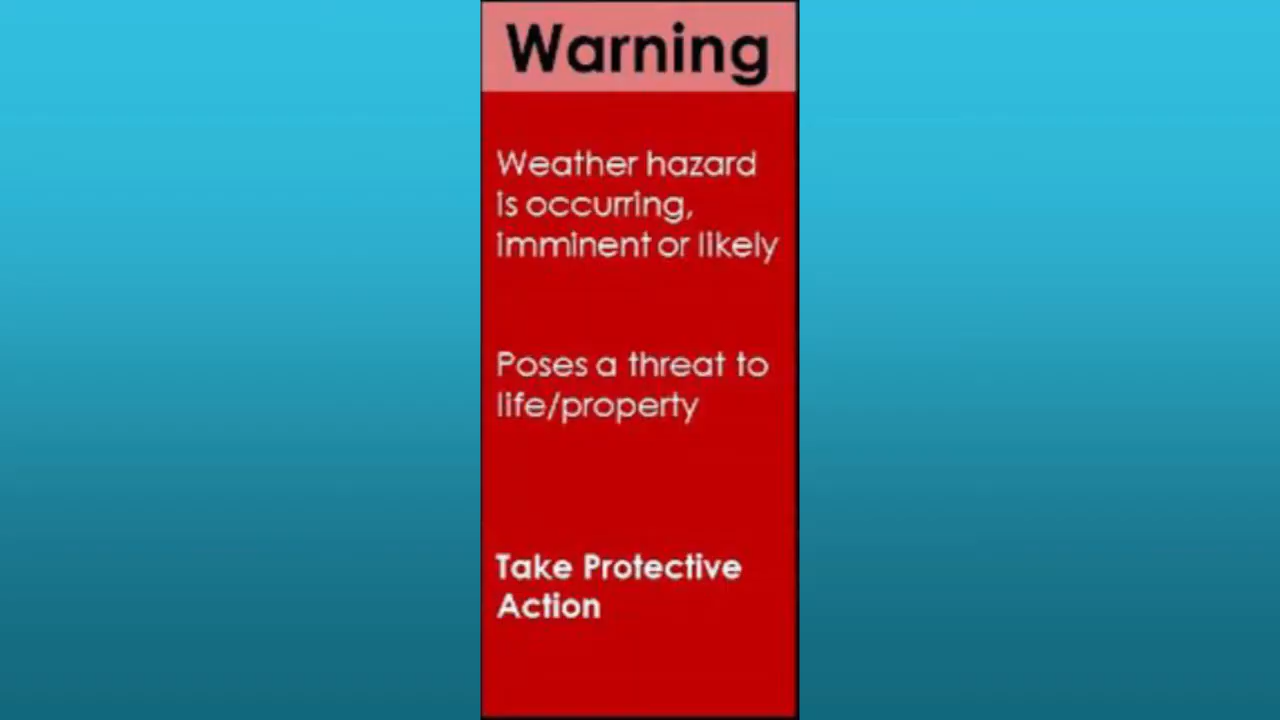 Warning
Weather hazard
is occurring,
imminent or likely
Poses a threat to
life/property
Take Protective
Action